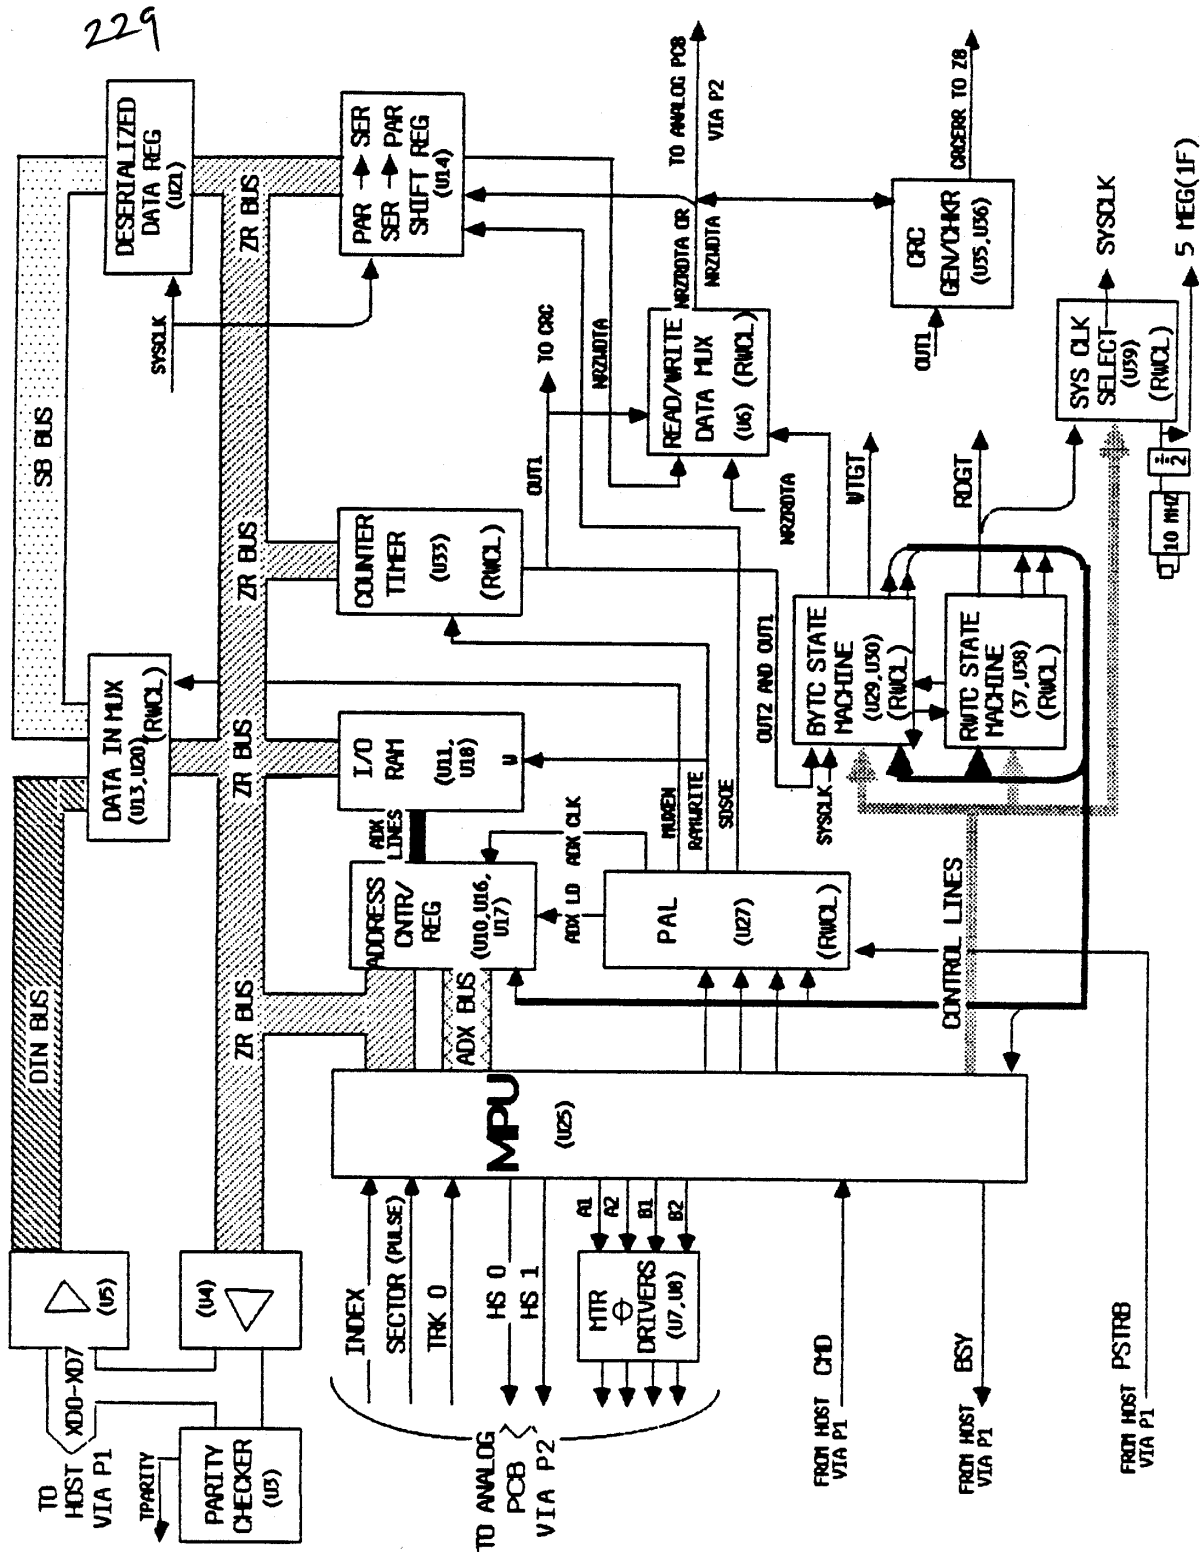 229
DESERIALIZED
DATA REG
(U21)
ZR BUS
PAR → SER
SER → PAR
SHIFT REG
(U14)
TO ANALOG PCB
VIA P2
CRCERR TO Z8
SYSCLK
SB BUS
TO CRC
OUT1
NRZWDTA
READ/WRITE
DATA MUX
(U6) (RWCL)
NRZRDTA OR
NRZWDTA
CRC
GEN/CHKR
(U35,U36)
OUT1
SYSCLK
5 MEG(1F)
SYS CLK
SELECT
(U39)
(RWCL)
÷2
10 MHZ
ZR BUS
COUNTER
TIMER
(U33)
(RWCL)
NRZRDTA
WTGT
RDGT
DATA IN MUX
(U13,U20)
(RWCL)
ZR BUS
I/O
RAM
(U11,
U18)
W
OUT2 AND OUT1
BYTC STATE
MACHINE
(U29,U30)
(RWCL)
RWTC STATE
MACHINE
(37,U38)
(RWCL)
SYSCLK
ADX
LINES
ADX CLK
MUXEN
RAMWRITE
SDSOE
ADDRESS
CNTR/
REG
(U10,U16,
U17)
ADX LD
PAL
(U27)
(RWCL)
CONTROL LINES
DIN BUS
ZR BUS
ADX BUS
MPU
(U25)
(U5)
(U4)
INDEX
SECTOR (PULSE)
TRK 0
HS 0
HS 1
A1
A2
B1
B2
MTR
Φ
DRIVERS
(U7,U8)
TO
HOST XD0-XD7
VIA P1
TPARITY
PARITY
CHECKER
(U3)
TO ANALOG
PCB
VIA P2
FROM HOST CMD
VIA P1
FROM HOST BSY
VIA P1
FROM HOST PSTRB
VIA P1